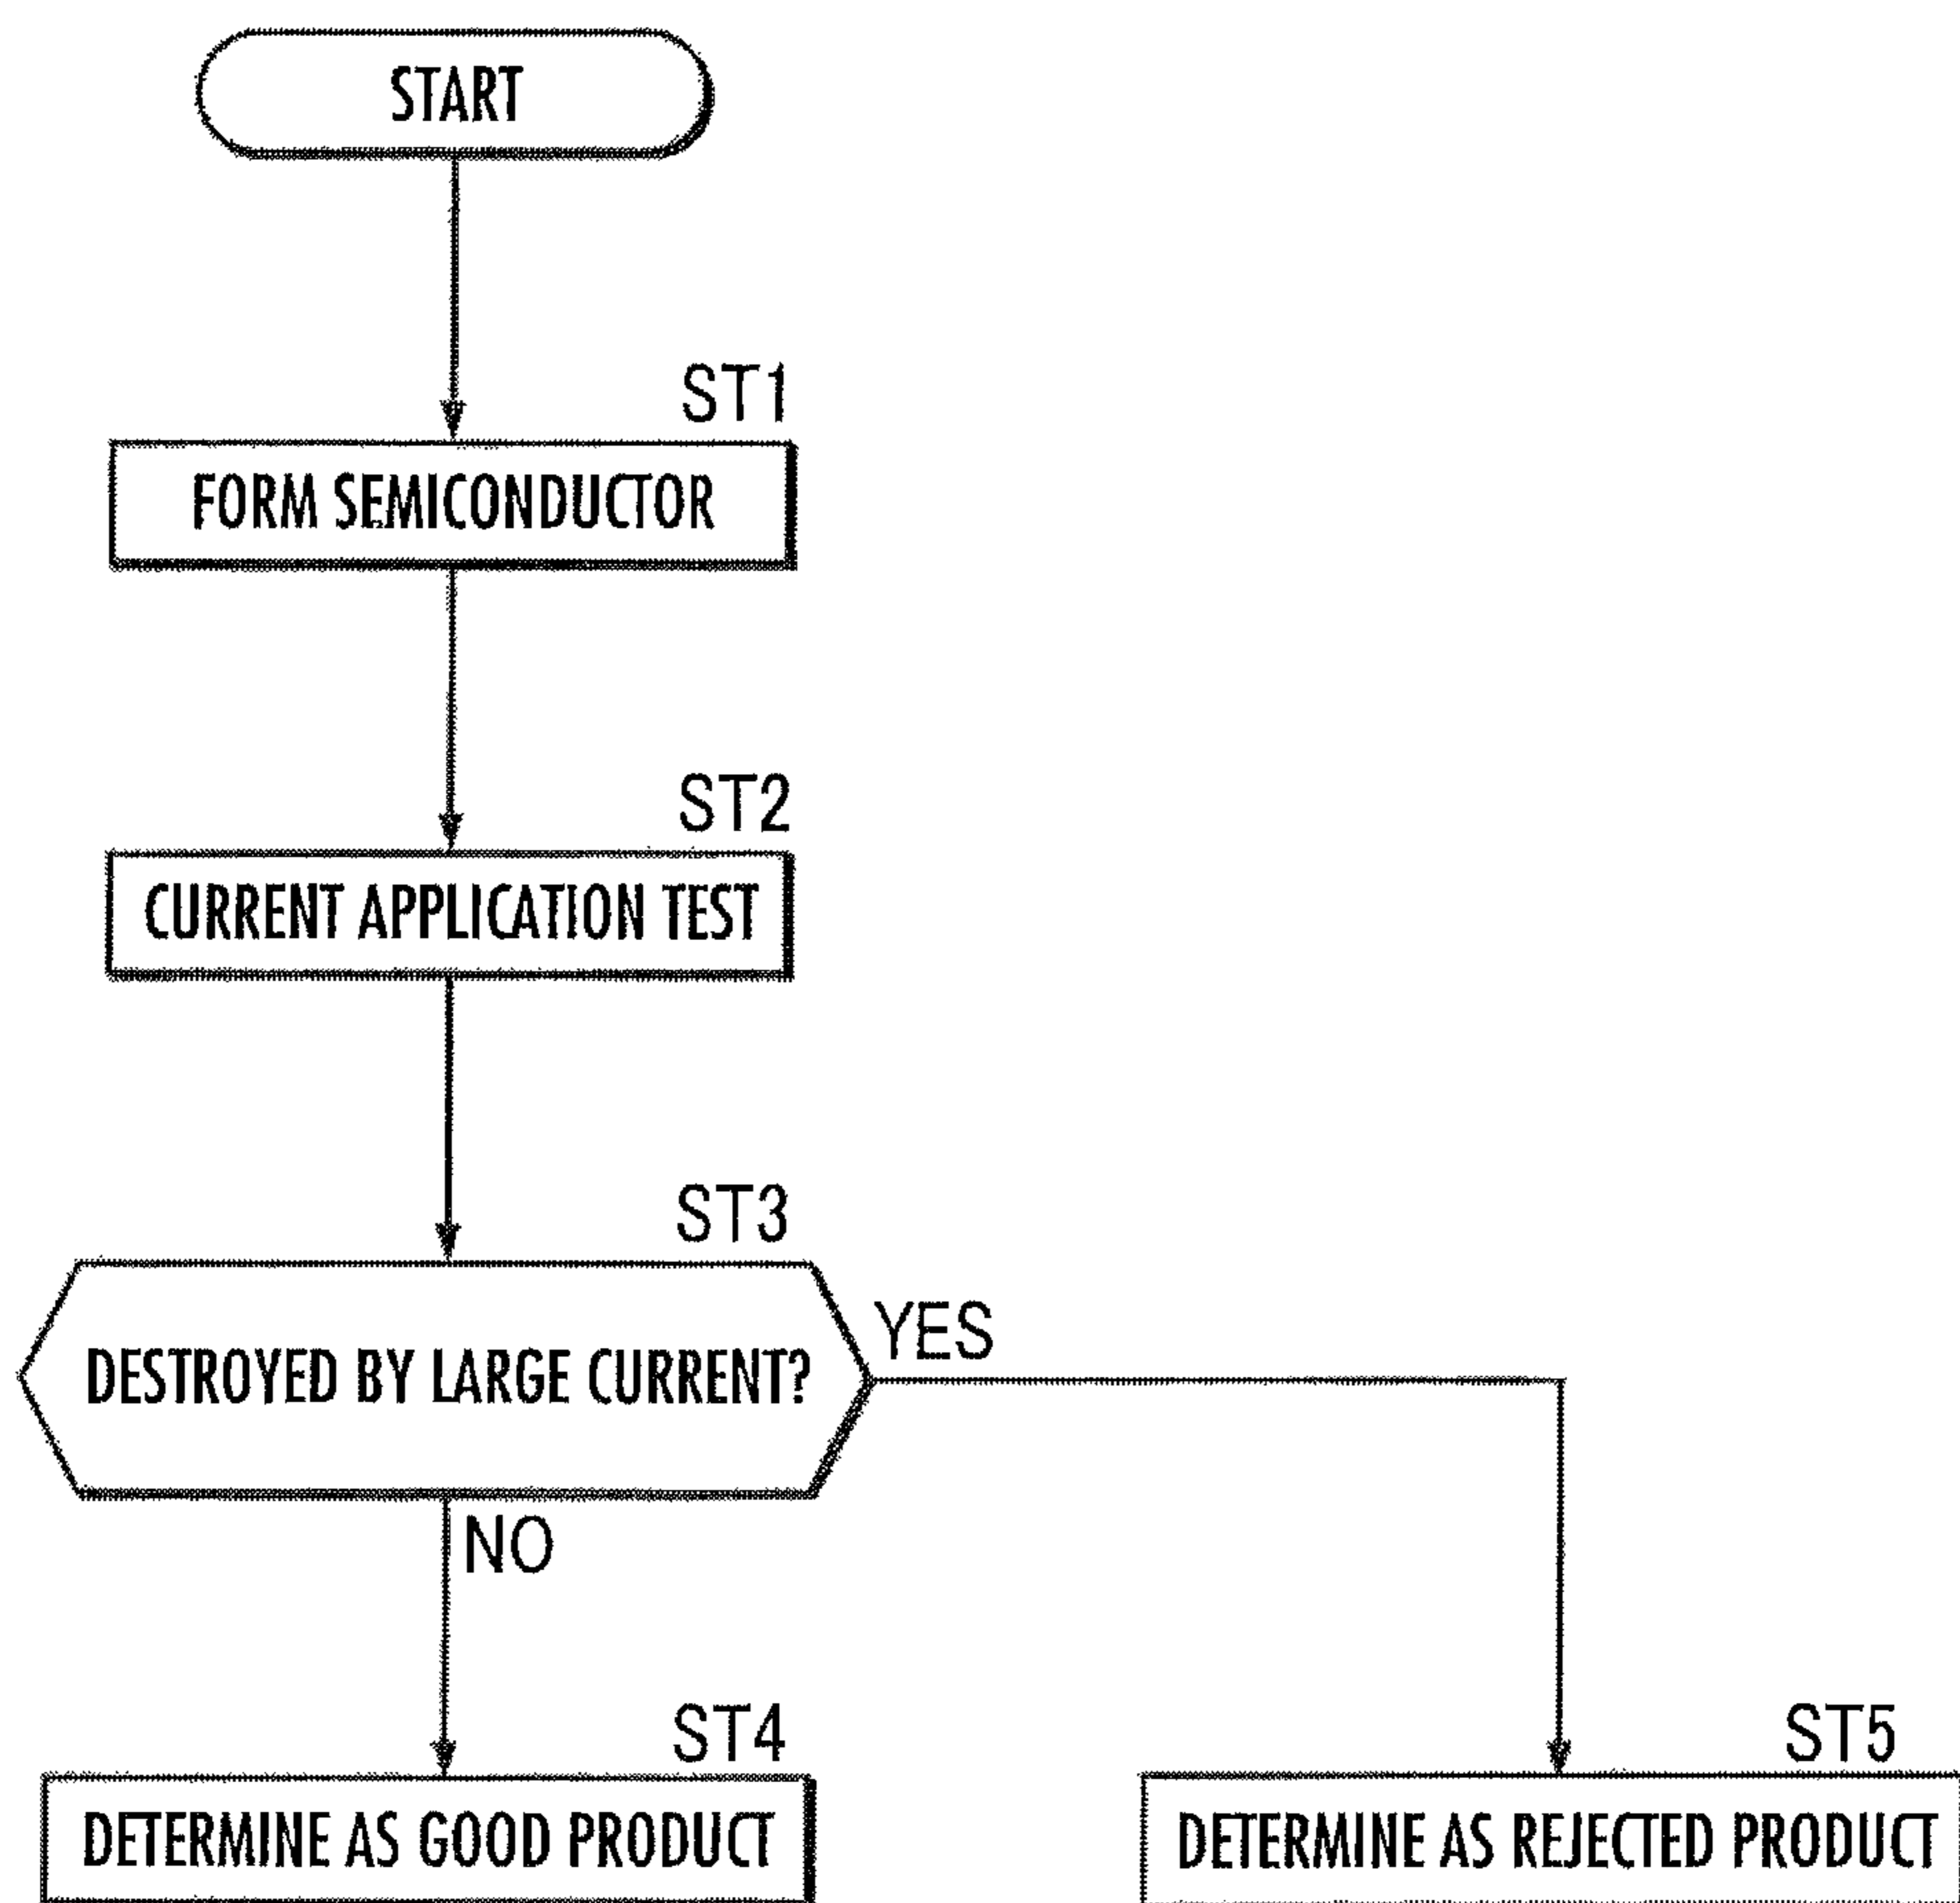 START
ST1
FORM SEMICONDUCTOR
ST2
CURRENT APPLICATION TEST
ST3
DESTROYED BY LARGE CURRENT?
YES
NO
ST4
DETERMINE AS GOOD PRODUCT
ST5
DETERMINE AS REJECTED PRODUCT